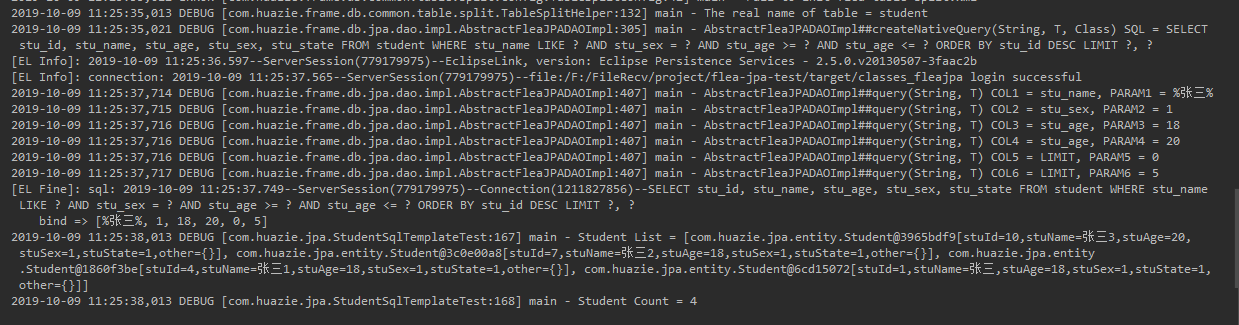 2019-10-09 11:25:35,013 DEBUG [com.huazie.frame.db.common.table.split.TableSplitHelper:132] main - The real name of table = student
2019-10-09 11:25:35,021 DEBUG [com.huazie.frame.db.jpa.dao.impl.AbstractFleaJPADAOImpl:305] main - AbstractFleaJPADAOImpl##createNativeQuery(String, T, Class) SQL = SELECT
stu_id, stu_name, stu_age, stu_sex, stu_state FROM student WHERE stu_name LIKE ? AND stu_sex = ? AND stu_age >= ? AND stu_age <= ? ORDER BY stu_id DESC LIMIT ?, ?
[EL Info]: 2019-10-09 11:25:36.597--ServerSession(779179975)--EclipseLink, version: Eclipse Persistence Services - 2.5.0.v20130507-3faac2b
[EL Info]: connection: 2019-10-09 11:25:37.565--ServerSession(779179975)--file:/F:/FileRecv/project/flea-jpa-test/target/classes_fleajpa login successful
2019-10-09 11:25:37,714 DEBUG [com.huazie.frame.db.jpa.dao.impl.AbstractFleaJPADAOImpl:407] main - AbstractFleaJPADAOImpl##query(String, T) COL1 = stu_name, PARAM1 = %张三%
2019-10-09 11:25:37,715 DEBUG [com.huazie.frame.db.jpa.dao.impl.AbstractFleaJPADAOImpl:407] main - AbstractFleaJPADAOImpl##query(String, T) COL2 = stu_sex, PARAM2 = 1
2019-10-09 11:25:37,716 DEBUG [com.huazie.frame.db.jpa.dao.impl.AbstractFleaJPADAOImpl:407] main - AbstractFleaJPADAOImpl##query(String, T) COL3 = stu_age, PARAM3 = 18
2019-10-09 11:25:37,716 DEBUG [com.huazie.frame.db.jpa.dao.impl.AbstractFleaJPADAOImpl:407] main - AbstractFleaJPADAOImpl##query(String, T) COL4 = stu_age, PARAM4 = 20
2019-10-09 11:25:37,716 DEBUG [com.huazie.frame.db.jpa.dao.impl.AbstractFleaJPADAOImpl:407] main - AbstractFleaJPADAOImpl##query(String, T) COL5 = LIMIT, PARAM5 = 0
2019-10-09 11:25:37,717 DEBUG [com.huazie.frame.db.jpa.dao.impl.AbstractFleaJPADAOImpl:407] main - AbstractFleaJPADAOImpl##query(String, T) COL6 = LIMIT, PARAM6 = 5
[EL Fine]: sql: 2019-10-09 11:25:37.749--ServerSession(779179975)--Connection(1211827856)--SELECT stu_id, stu_name, stu_age, stu_sex, stu_state FROM student WHERE stu_name
LIKE ? AND stu_sex = ? AND stu_age >= ? AND stu_age <= ? ORDER BY stu_id DESC LIMIT ?, ?
bind => [%张三%, 1, 18, 20, 0, 5]
2019-10-09 11:25:38,013 DEBUG [com.huazie.jpa.StudentSqlTemplateTest:167] main - Student List = [com.huazie.jpa.entity.Student@3965bdf9[stuId=10,stuName=张三3,stuAge=20,
stuSex=1,stuState=1,other={}], com.huazie.jpa.entity.Student@3c0e00a8[stuId=7,stuName=张三2,stuAge=18,stuSex=1,stuState=1,other={}], com.huazie.jpa.entity
.Student@1860f3be[stuId=4,stuName=张三1,stuAge=18,stuSex=1,stuState=1,other={}], com.huazie.jpa.entity.Student@6cd15072[stuId=1,stuName=张三,stuAge=18,stuSex=1,stuState=1,
other={}]]
2019-10-09 11:25:38,013 DEBUG [com.huazie.jpa.StudentSqlTemplateTest:168] main - Student Count = 4